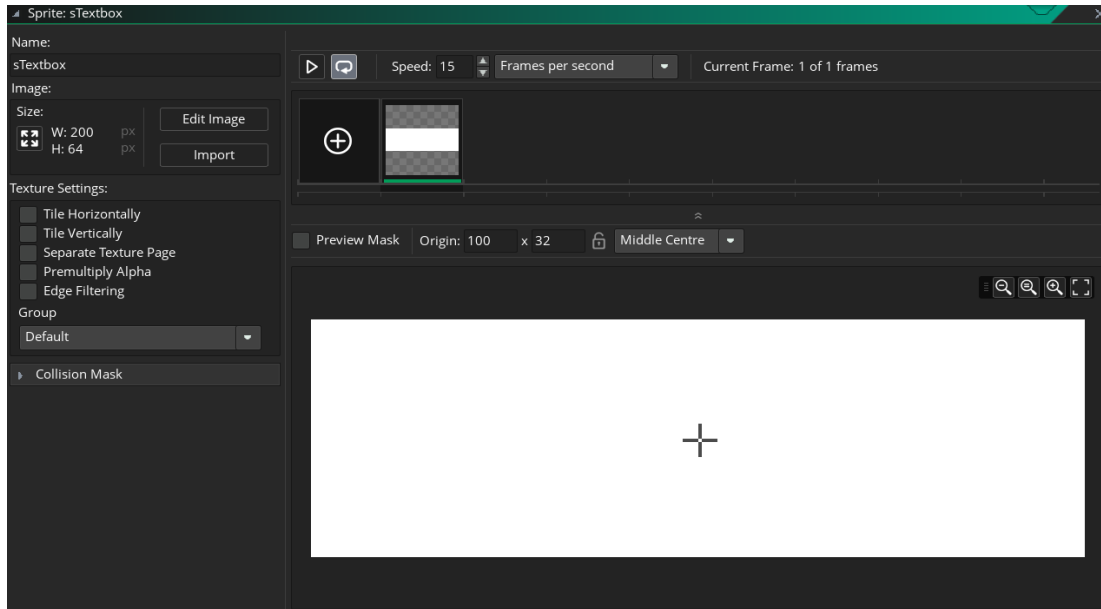 Sprite: sTextbox
Name:
sTextbox
Image:
Size:
W: 200 px
H: 64 px
Edit Image
Import
Texture Settings:
Tile Horizontally
Tile Vertically
Separate Texture Page
Premultiply Alpha
Edge Filtering
Group
Default
Collision Mask
Speed: 15 Frames per second Current Frame: 1 of 1 frames
Preview Mask Origin: 100 x 32 Middle Centre